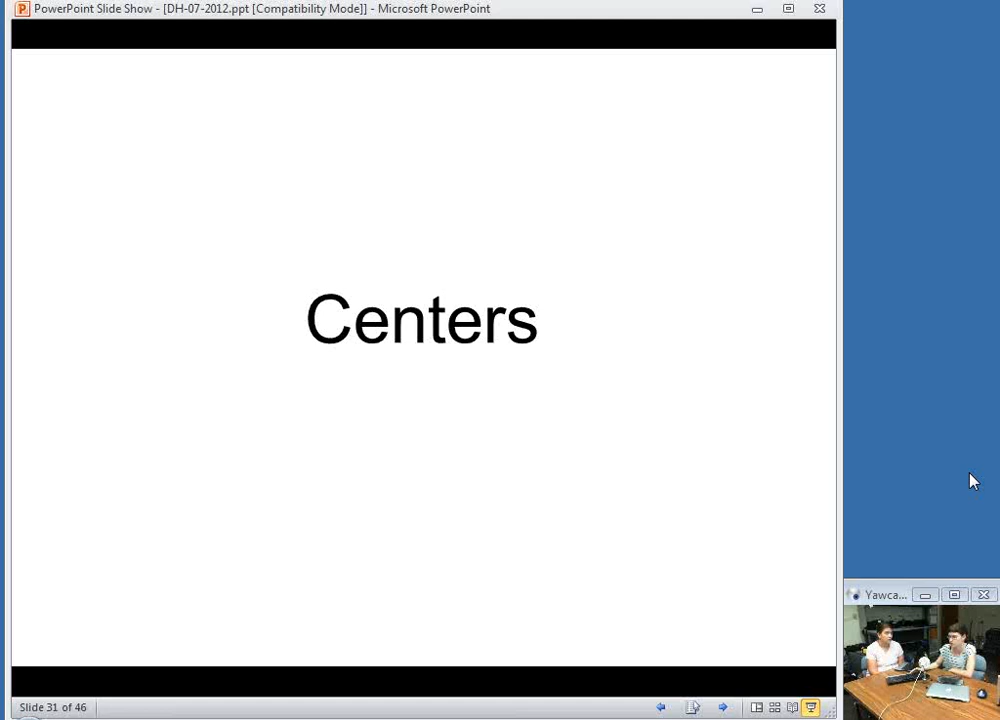 PowerPoint Slide Show - [DH-07-2012.ppt [Compatibility Mode]] - Microsoft PowerPoint
Centers
Yawca...
Slide 31 of 46